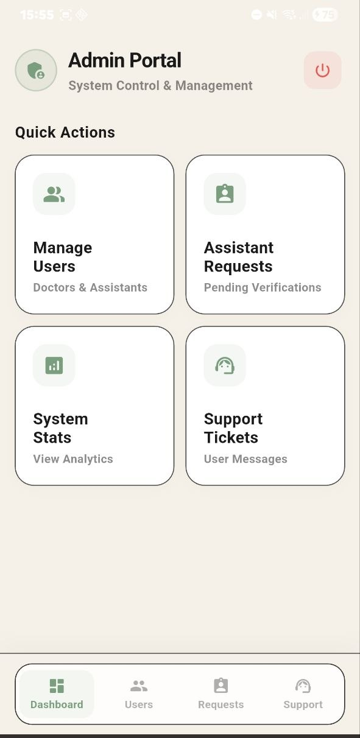 15:55
75
Admin Portal
System Control & Management
Quick Actions
Manage
Users
Doctors & Assistants
Assistant
Requests
Pending Verifications
System
Stats
View Analytics
Support
Tickets
User Messages
Dashboard
Users
Requests
Support